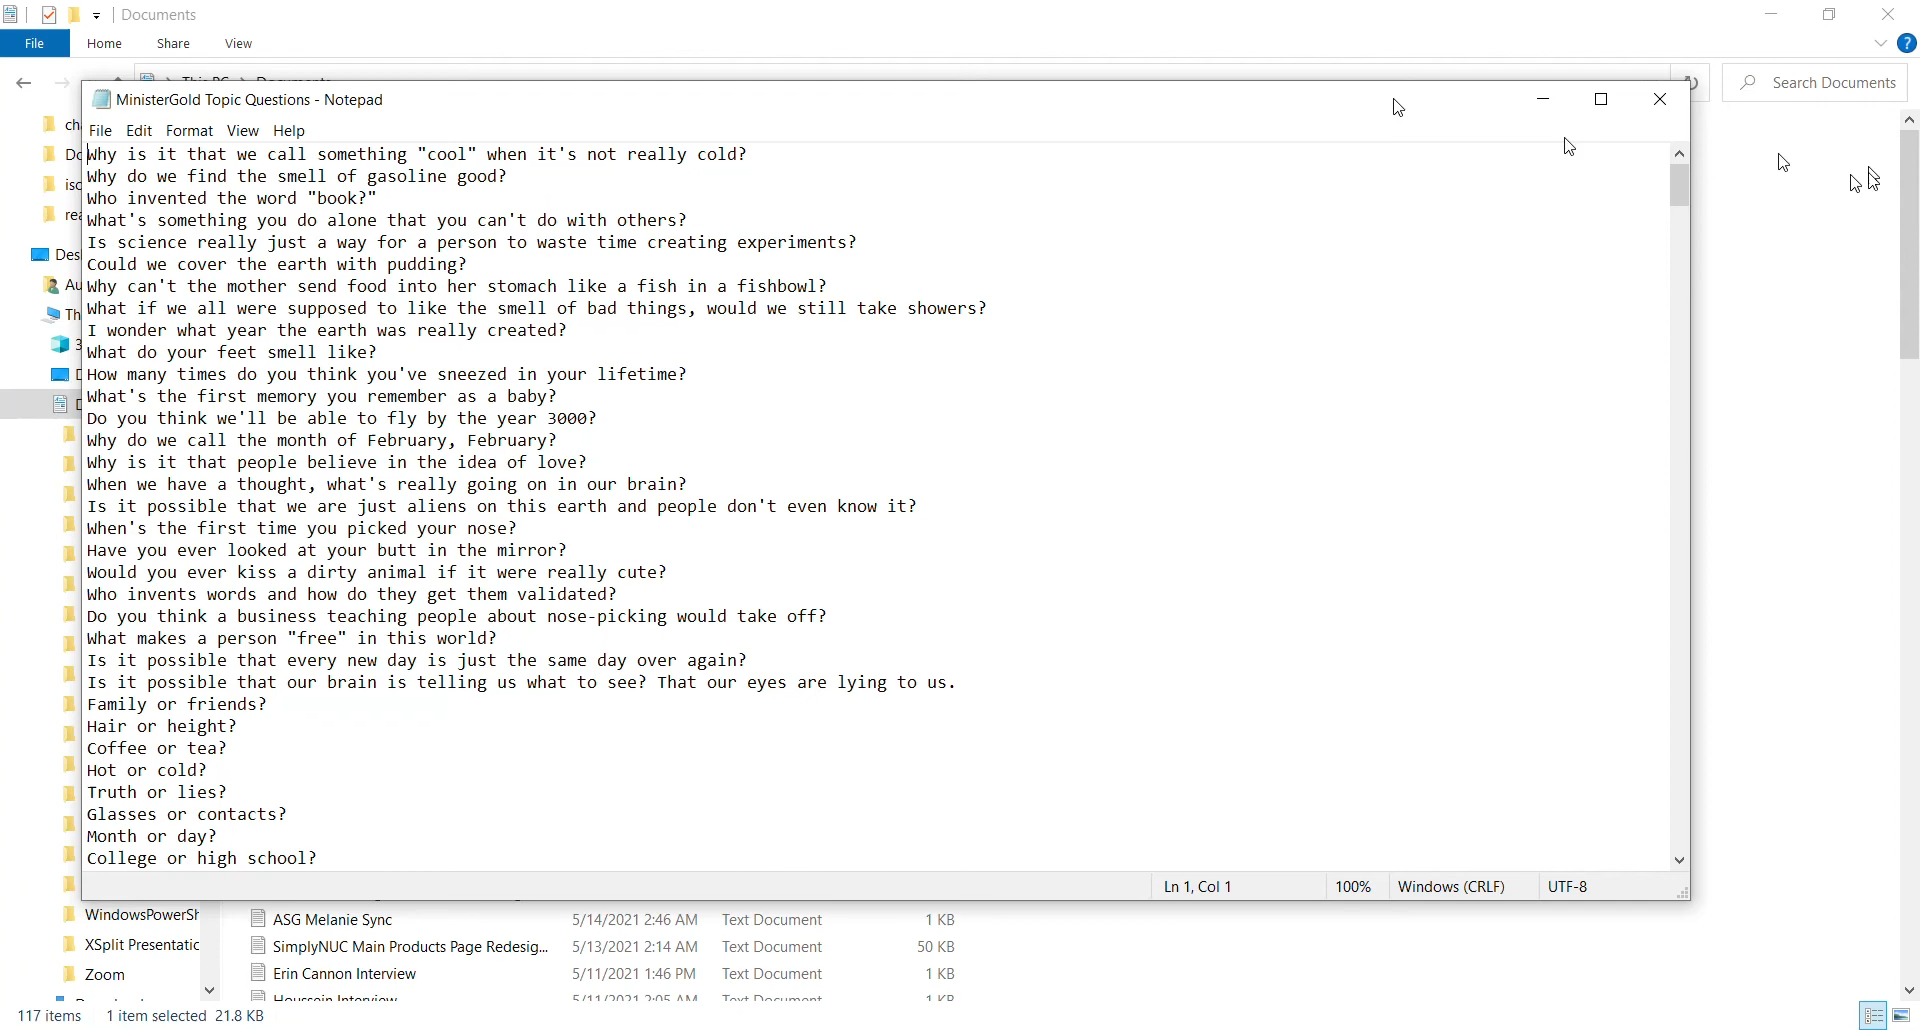 Documents
File Home Share View
Search Documents
MinisterGold Topic Questions - Notepad
File Edit Format View Help
Why is it that we call something "cool" when it's not really cold?
Why do we find the smell of gasoline good?
Who invented the word "book?"
What's something you do alone that you can't do with others?
Is science really just a way for a person to waste time creating experiments?
Could we cover the earth with pudding?
Why can't the mother send food into her stomach like a fish in a fishbowl?
What if we all were supposed to like the smell of bad things, would we still take showers?
I wonder what year the earth was really created?
What do your feet smell like?
How many times do you think you've sneezed in your lifetime?
What's the first memory you remember as a baby?
Do you think we'll be able to fly by the year 3000?
Why do we call the month of February, February?
Why is it that people believe in the idea of love?
When we have a thought, what's really going on in our brain?
Is it possible that we are just aliens on this earth and people don't even know it?
When's the first time you picked your nose?
Have you ever looked at your butt in the mirror?
Would you ever kiss a dirty animal if it were really cute?
Who invents words and how do they get them validated?
Do you think a business teaching people about nose-picking would take off?
What makes a person "free" in this world?
Is it possible that every new day is just the same day over again?
Is it possible that our brain is telling us what to see? That our eyes are lying to us.
Family or friends?
Hair or height?
Coffee or tea?
Hot or cold?
Truth or lies?
Glasses or contacts?
Month or day?
College or high school?
Ln 1, Col 1 100% Windows (CRLF) UTF-8
WindowsPowerSh
ASG Melanie Sync 5/14/2021 2:46 AM Text Document 1 KB
XSplit Presentatic
SimplyNUC Main Products Page Redesig... 5/13/2021 2:14 AM Text Document 50 KB
Zoom
Erin Cannon Interview 5/11/2021 1:46 PM Text Document 1 KB
Houssein Interview 5/11/2021 2:05 AM Text Document 1 KB
117 items 1 item selected 21.8 KB